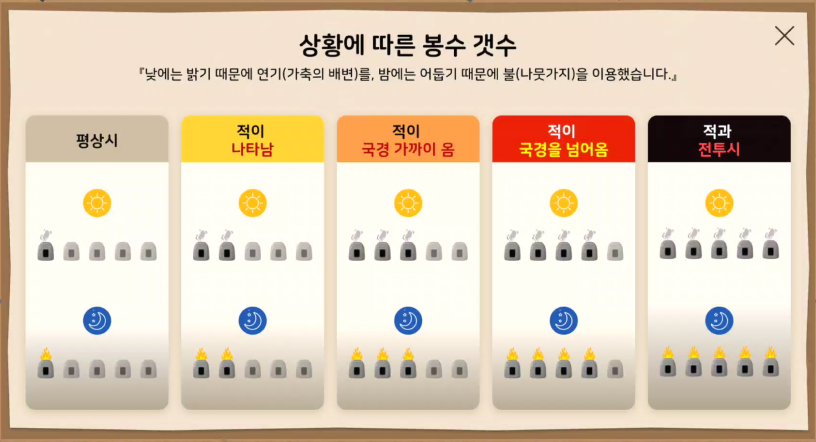 상황에 따른 봉수 갯수
『낮에는 밝기 때문에 연기(가축의 배변)를, 밤에는 어둡기 때문에 불(나뭇가지)을 이용했습니다.』
평상시
적이
나타남
적이
국경 가까이 옴
적이
국경을 넘어옴
적과
전투시